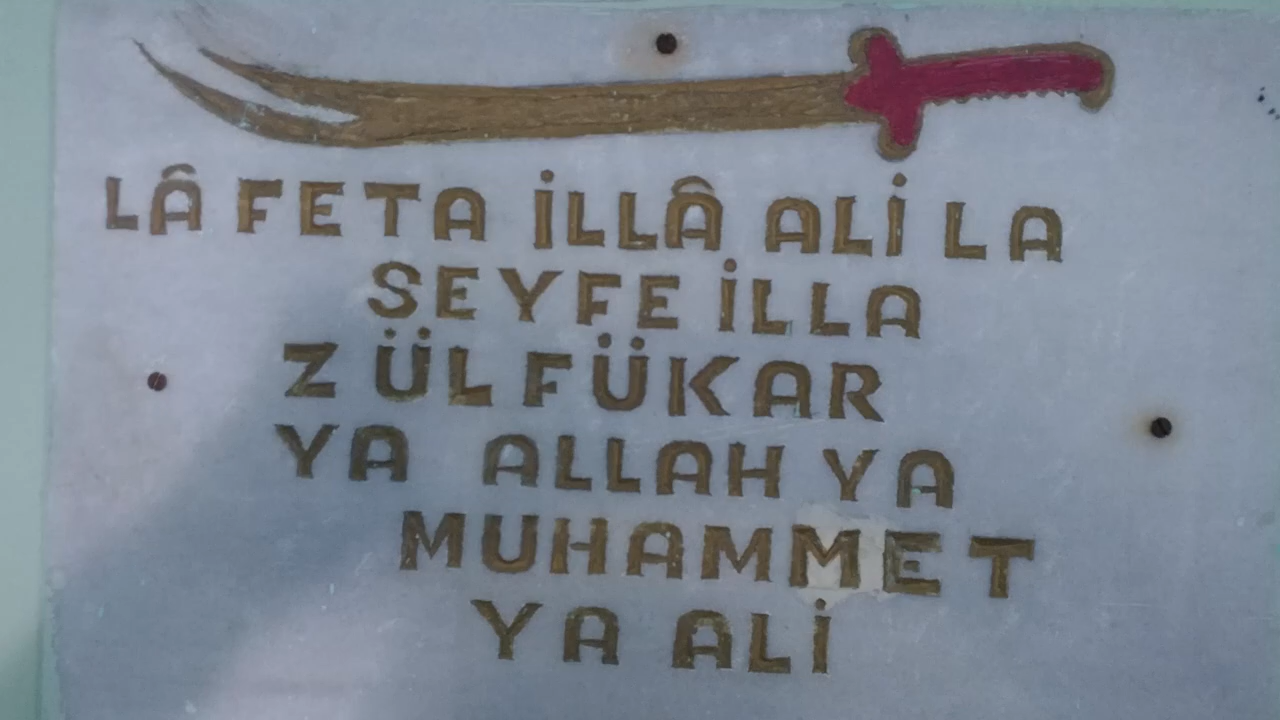 LÂ FETA İLLÂ ALİ LA
SEYFE İLLA
ZÜLFÜKAR
YA ALLAH YA
MUHAMMET
YA ALİ